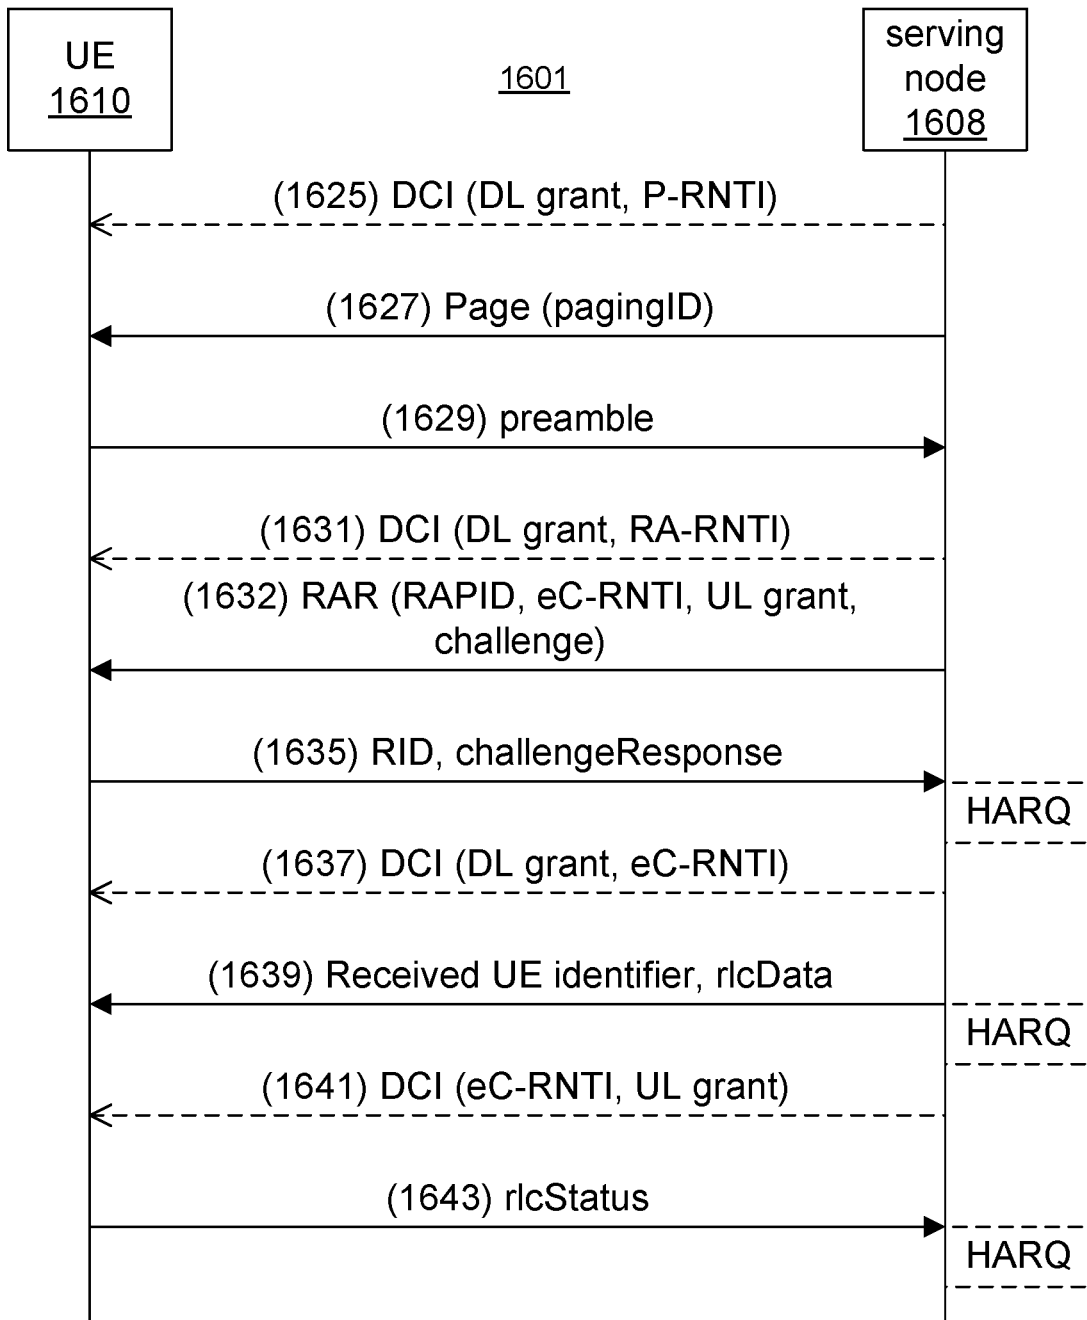 UE
1610
1601
serving
node
1608
(1625) DCI (DL grant, P-RNTI)
(1627) Page (pagingID)
(1629) preamble
(1631) DCI (DL grant, RA-RNTI)
(1632) RAR (RAPID, eC-RNTI, UL grant,
challenge)
(1635) RID, challengeResponse
HARQ
(1637) DCI (DL grant, eC-RNTI)
(1639) Received UE identifier, rlcData
HARQ
(1641) DCI (eC-RNTI, UL grant)
(1643) rlcStatus
HARQ